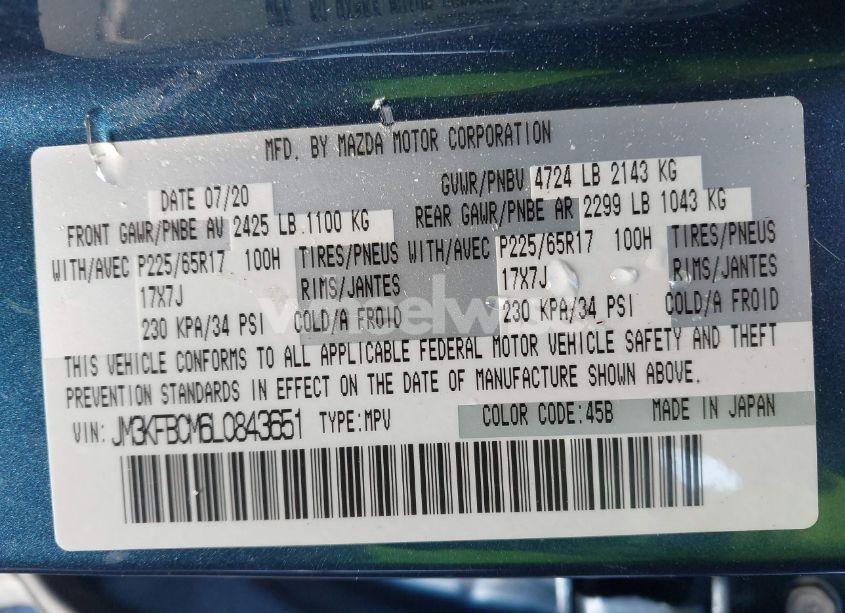 MFD. BY MAZDA MOTOR CORPORATION
DATE 07/20 GVWR/PNBV 4724 LB 2143 KG
FRONT GAWR/PNBE AV 2425 LB 1100 KG REAR GAWR/PNBE AR 2299 LB 1043 KG
WITH/AVEC P225/65R17 100H TIRES/PNEUS WITH/AVEC P225/65R17 100H TIRES/PNEUS
17X7J RIMS/JANTES 17X7J RIMS/JANTES
230 KPA/34 PSI COLD/A FROID 230 KPA/34 PSI COLD/A FROID
THIS VEHICLE CONFORMS TO ALL APPLICABLE FEDERAL MOTOR VEHICLE SAFETY AND THEFT
PREVENTION STANDARDS IN EFFECT ON THE DATE OF MANUFACTURE SHOWN ABOVE.
VIN: JM3KFBCM6L0843651 TYPE:MPV COLOR CODE:45B MADE IN JAPAN